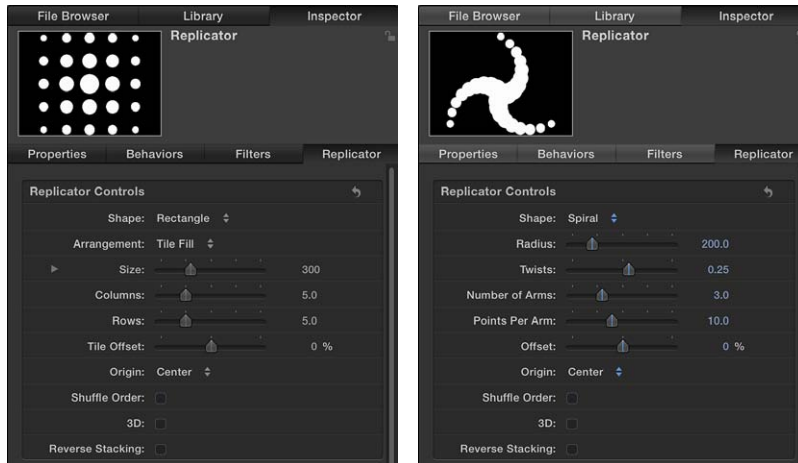 File Browser Library Inspector
Replicator
Properties Behaviors Filters Replicator
Replicator Controls
Shape: Rectangle
Arrangement: Tile Fill
Size: 300
Columns: 5.0
Rows: 5.0
Tile Offset: 0 %
Origin: Center
Shuffle Order:
3D:
Reverse Stacking:
File Browser Library Inspector
Replicator
Properties Behaviors Filters Replicator
Replicator Controls
Shape: Spiral
Radius: 200.0
Twists: 0.25
Number of Arms: 3.0
Points Per Arm: 10.0
Offset: 0 %
Origin: Center
Shuffle Order:
3D:
Reverse Stacking: